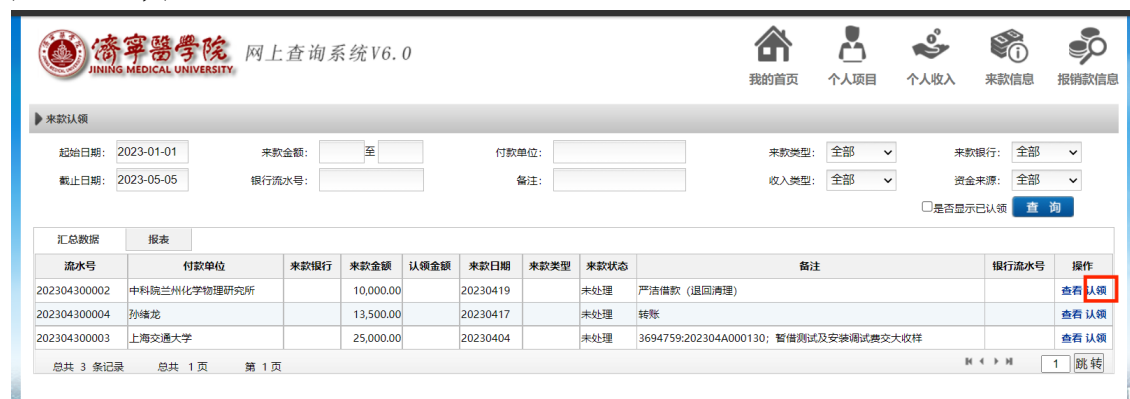 濟寧醫學院 网上查询系统V6.0
JINING MEDICAL UNIVERSITY
我的首页 个人项目 个人收入 来款信息 报销款信息
来款认领
起始日期: 2023-01-01 来款金额: 至 付款单位: 来款类型: 全部 来款银行: 全部
截止日期: 2023-05-05 银行流水号: 备注: 收入类型: 全部 资金来源: 全部
是否显示已认领 查 询
汇总数据 报表
流水号 付款单位 来款银行 来款金额 认领金额 来款日期 来款类型 来款状态 备注 银行流水号 操作
202304300002 中科院兰州化学物理研究所 10,000.00 20230419 未处理 严洁借款（退回清理） 查看 认领
202304300004 孙绪龙 13,500.00 20230417 未处理 转账 查看 认领
202304300003 上海交通大学 25,000.00 20230404 未处理 3694759:202304A000130；暂借测试及安装调试费交大化样 查看 认领
总共 3 条记录 总共 1 页 第 1 页 1 跳 转